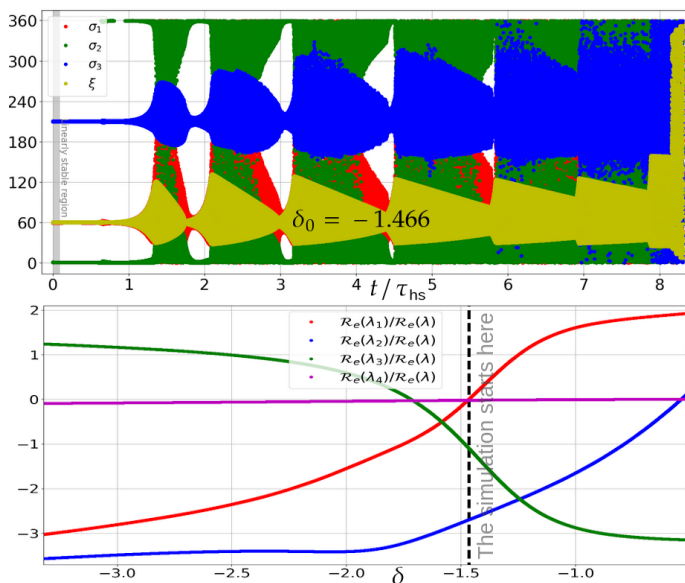 360
300
240
180
120
60
0
σ₁
σ₂
σ₃
ξ
linearly stable region
δ₀ = −1.466
0 1 2 3 4 5 6 7 8
t / τ_hs
2
1
0
−1
−2
−3
ℛₑ(λ₁)/ℛₑ(λ)
ℛₑ(λ₂)/ℛₑ(λ)
ℛₑ(λ₃)/ℛₑ(λ)
ℛₑ(λ₄)/ℛₑ(λ)
The simulation starts here
−3.0 −2.5 −2.0 −1.5 −1.0
δ